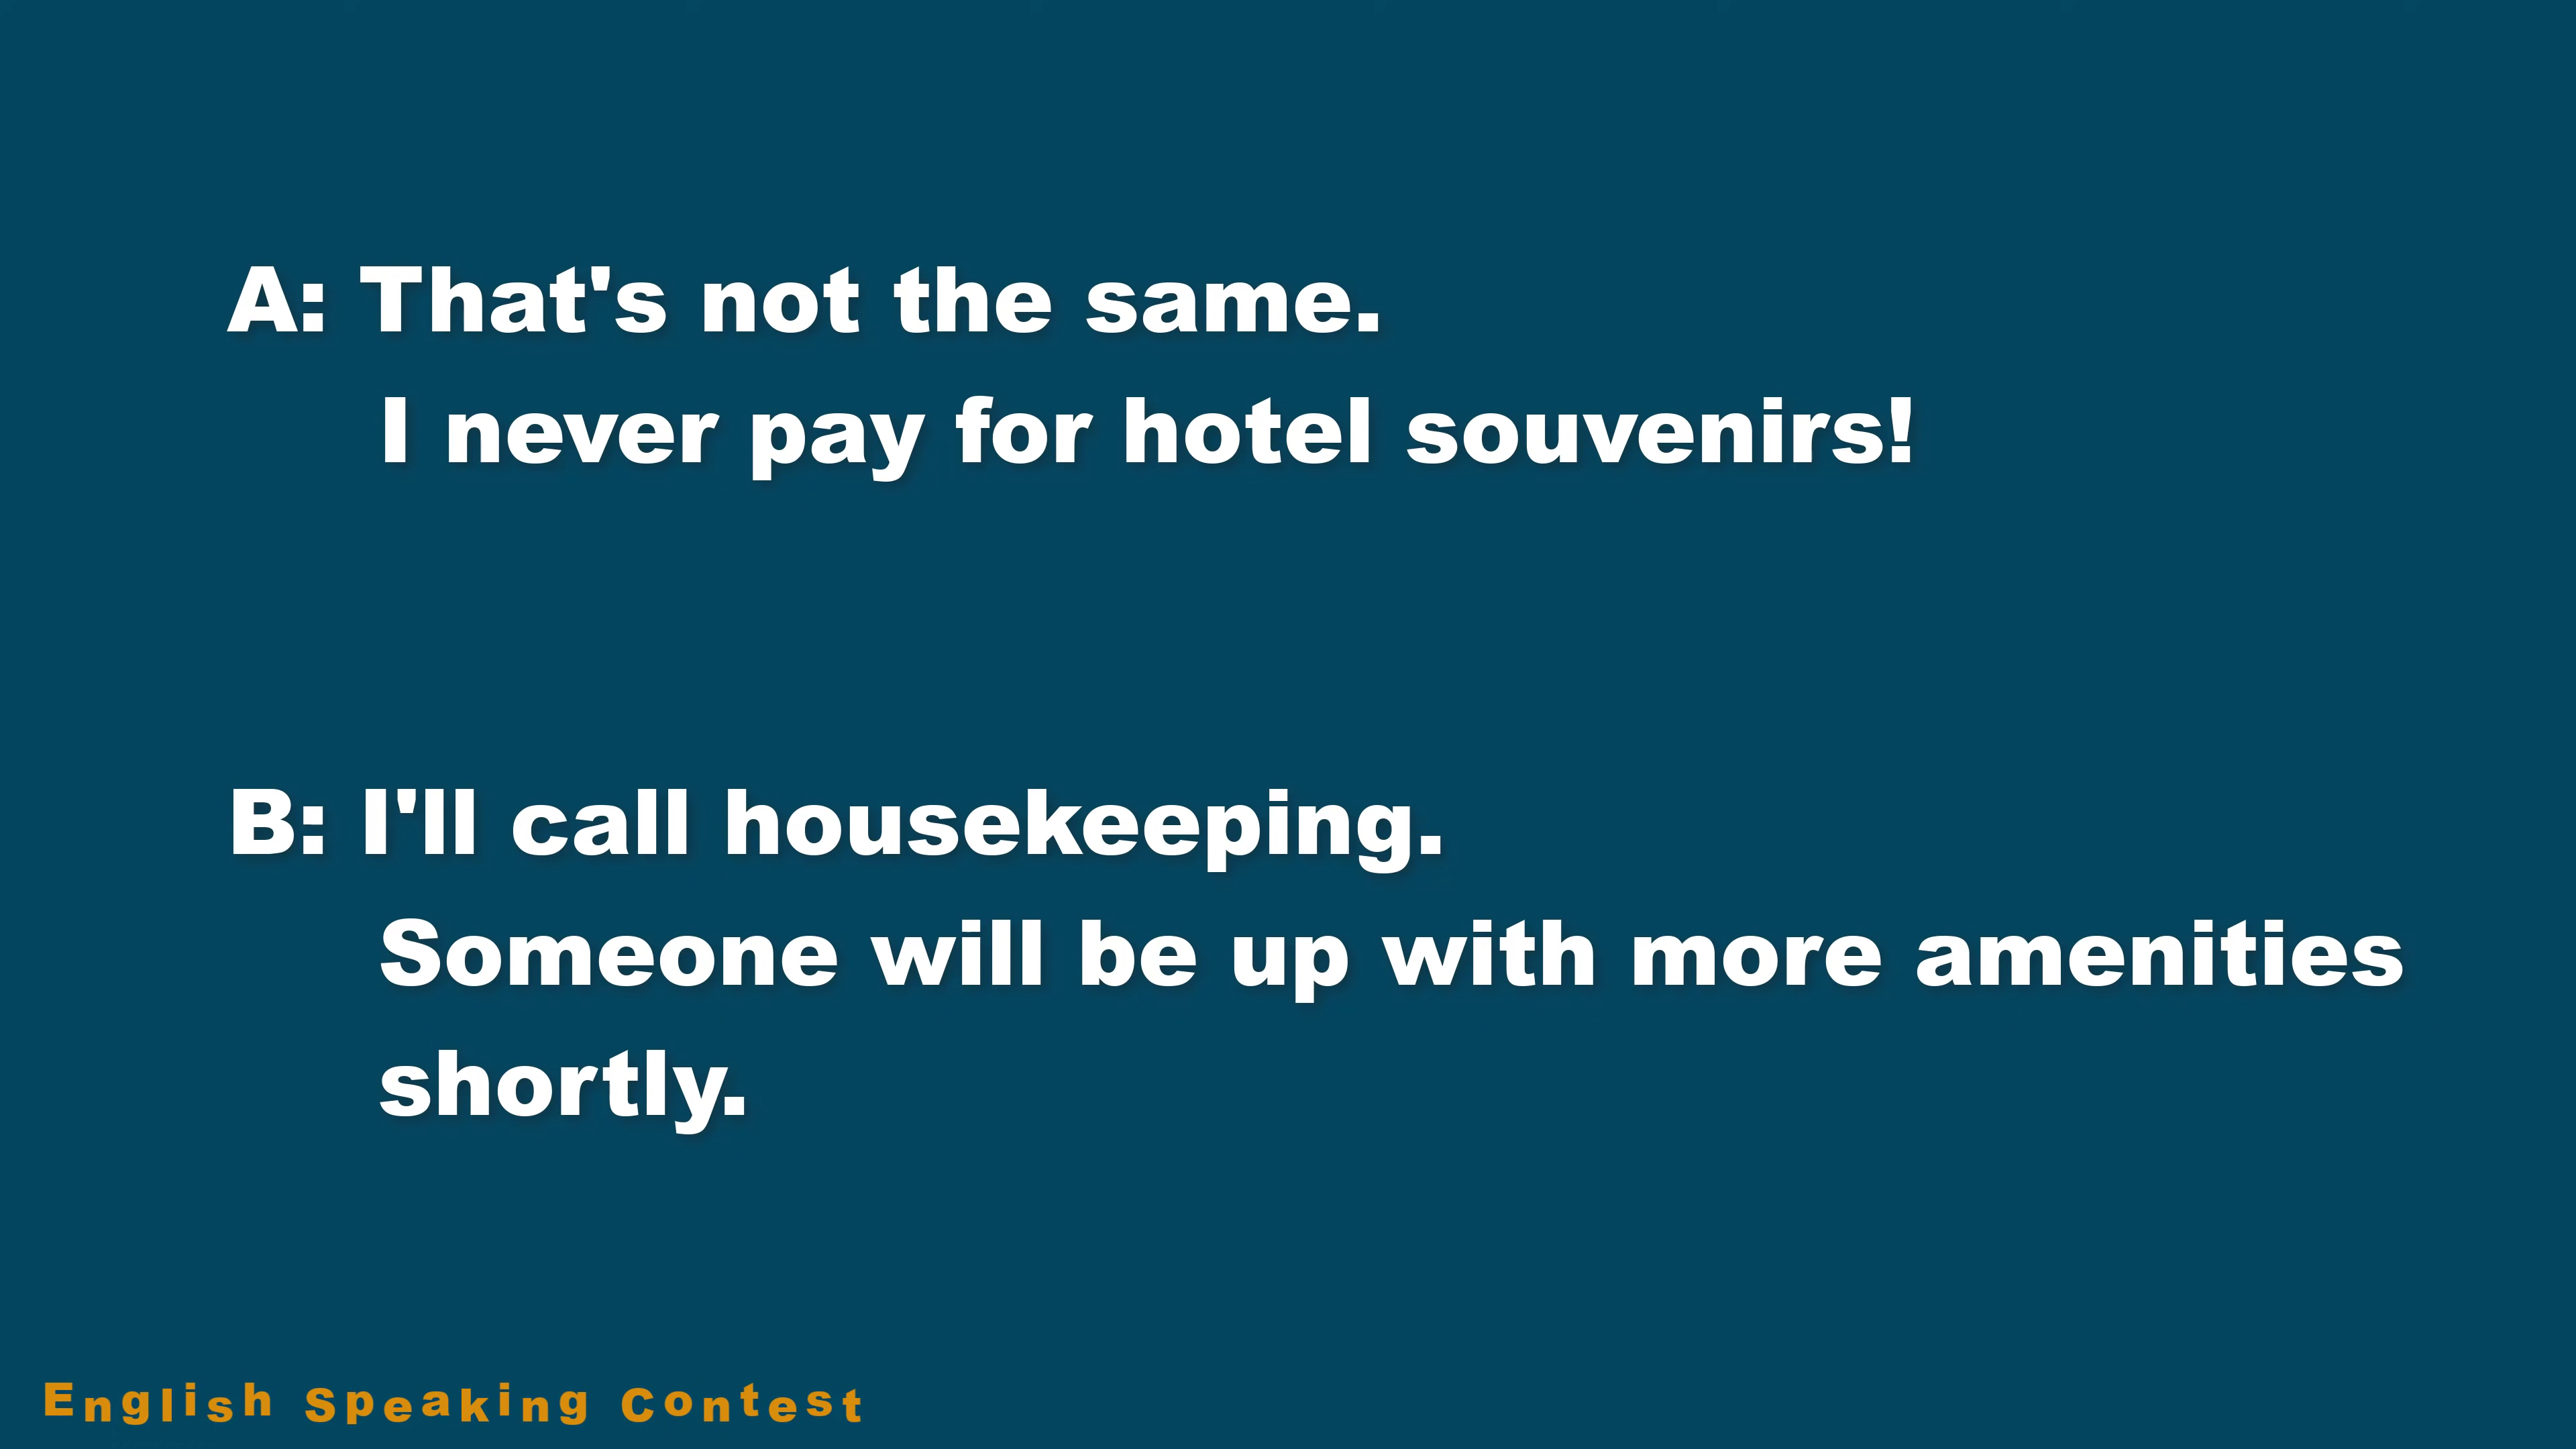 A: That's not the same.
I never pay for hotel souvenirs!
B: I'll call housekeeping.
Someone will be up with more amenities
shortly.
English Speaking Contest